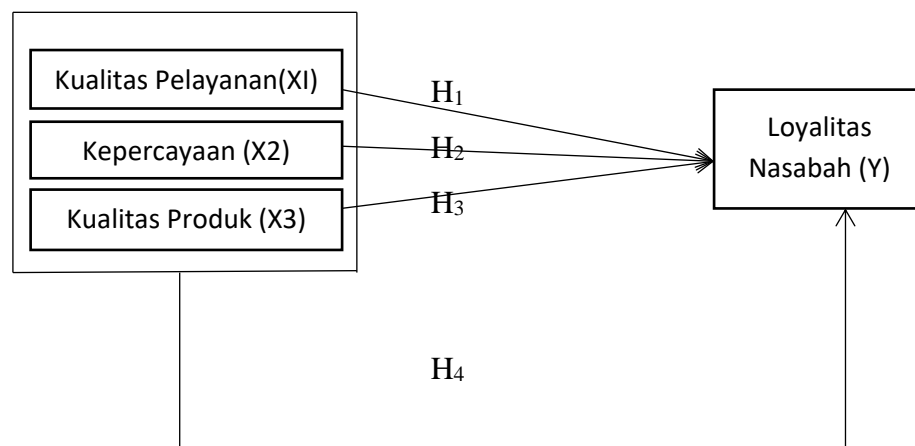 Kualitas Pelayanan(XI)
H1
Kepercayaan (X2)
H2
Kualitas Produk (X3)
H3
Loyalitas
Nasabah (Y)
H4